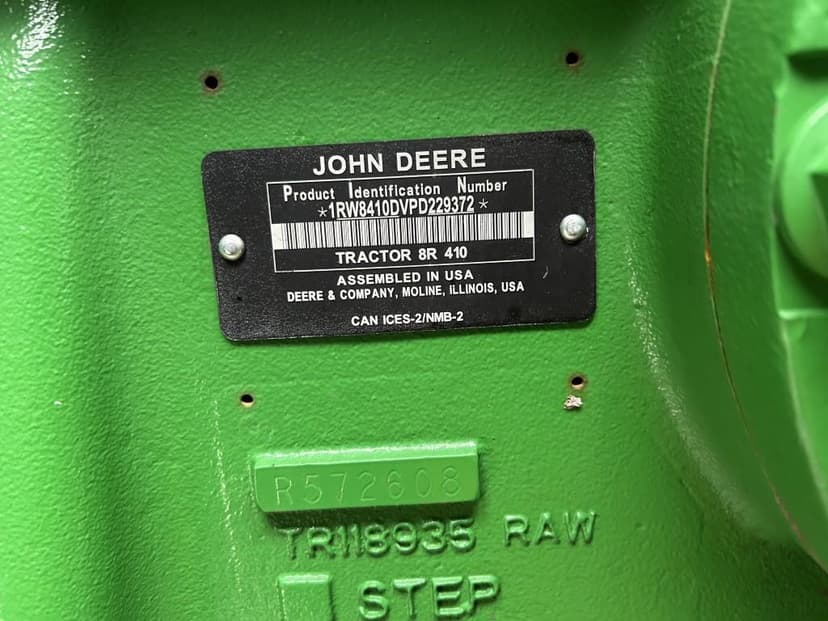 JOHN DEERE
Product Identification Number
*1RW8410DVPD229372*
TRACTOR 8R 410
ASSEMBLED IN USA
DEERE & COMPANY, MOLINE, ILLINOIS, USA
CAN ICES-2/NMB-2
R572608
TR118935 RAW
STEP